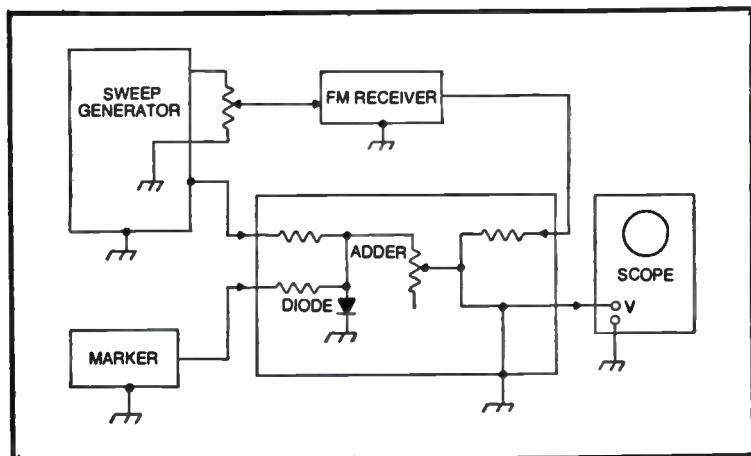 SWEEP
GENERATOR
FM RECEIVER
ADDER
DIODE
SCOPE
V
MARKER